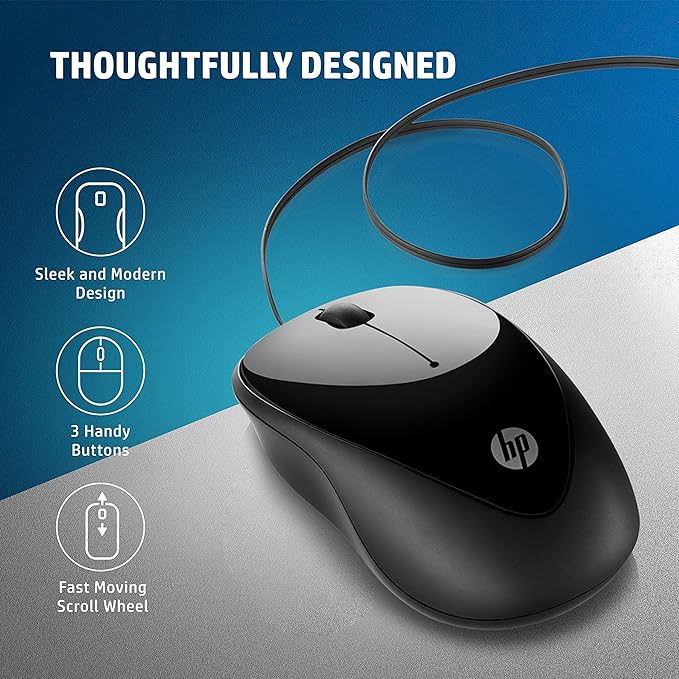 THOUGHTFULLY DESIGNED
Sleek and Modern
Design
3 Handy
Buttons
Fast Moving
Scroll Wheel
hp